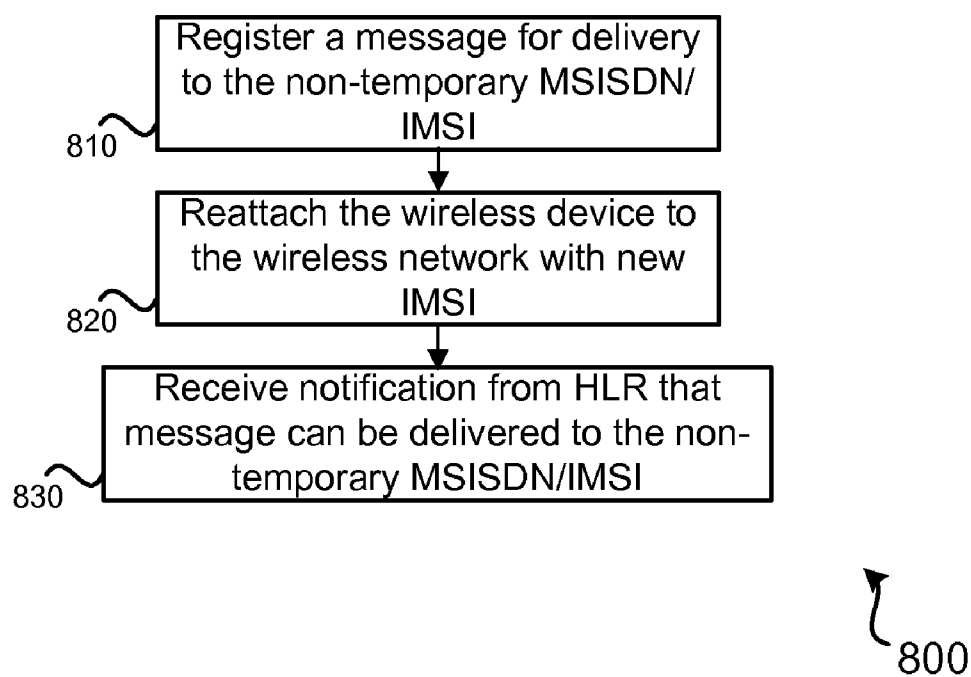 Register a message for delivery
to the non-temporary MSISDN/
IMSI
810
Reattach the wireless device to
the wireless network with new
IMSI
820
Receive notification from HLR that
message can be delivered to the non-
temporary MSISDN/IMSI
830
800